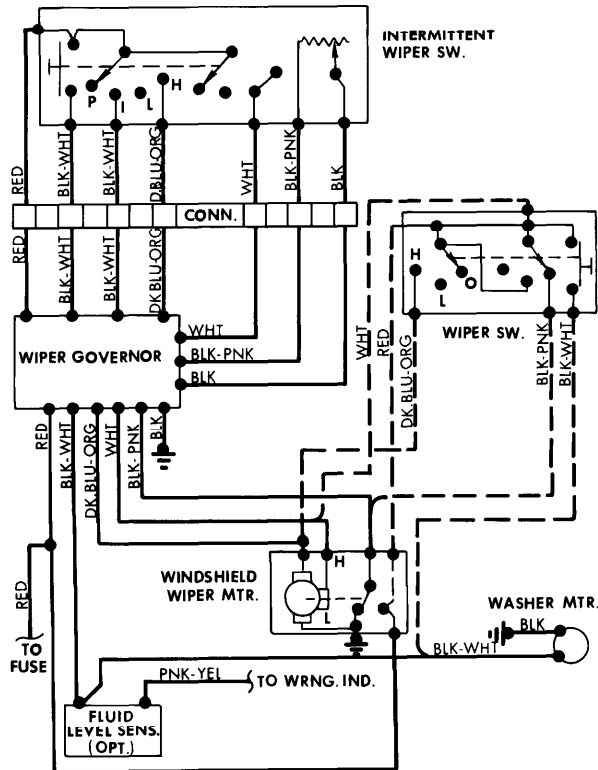 INTERMITTENT
WIPER SW.
P
I
L
H
RED
BLK-WHT
BLK-WHT
D.BLU-ORG
WHT
BLK-PNK
BLK
CONN.
RED
BLK-WHT
BLK-WHT
DK.BLU-ORG
H
L
O
WIPER SW.
WHT
RED
DK.BLU-ORG
BLK-PNK
BLK-WHT
WIPER GOVERNOR
WHT
BLK-PNK
BLK
RED
BLK-WHT
DK.BLU-ORG
WHT
BLK-PNK
BLK
WINDSHIELD
WIPER MTR.
H
L
RED
TO
FUSE
WASHER MTR.
BLK
BLK-WHT
PNK-YEL
TO WRNG. IND.
FLUID
LEVEL SENS.
(OPT.)